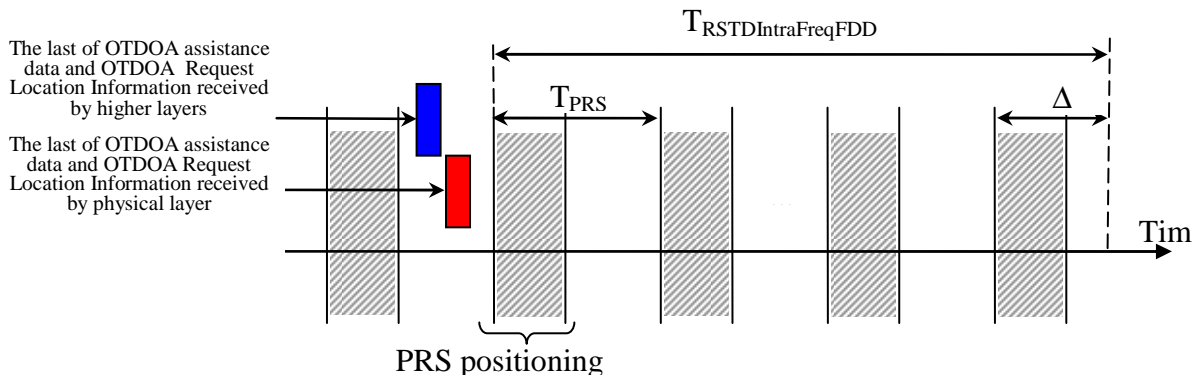 The last of OTDOA assistance
data and OTDOA Request
Location Information received
by higher layers
The last of OTDOA assistance
data and OTDOA Request
Location Information received
by physical layer
T_RSTDIntraFreqFDD
T_PRS
Δ
Tim
PRS positioning